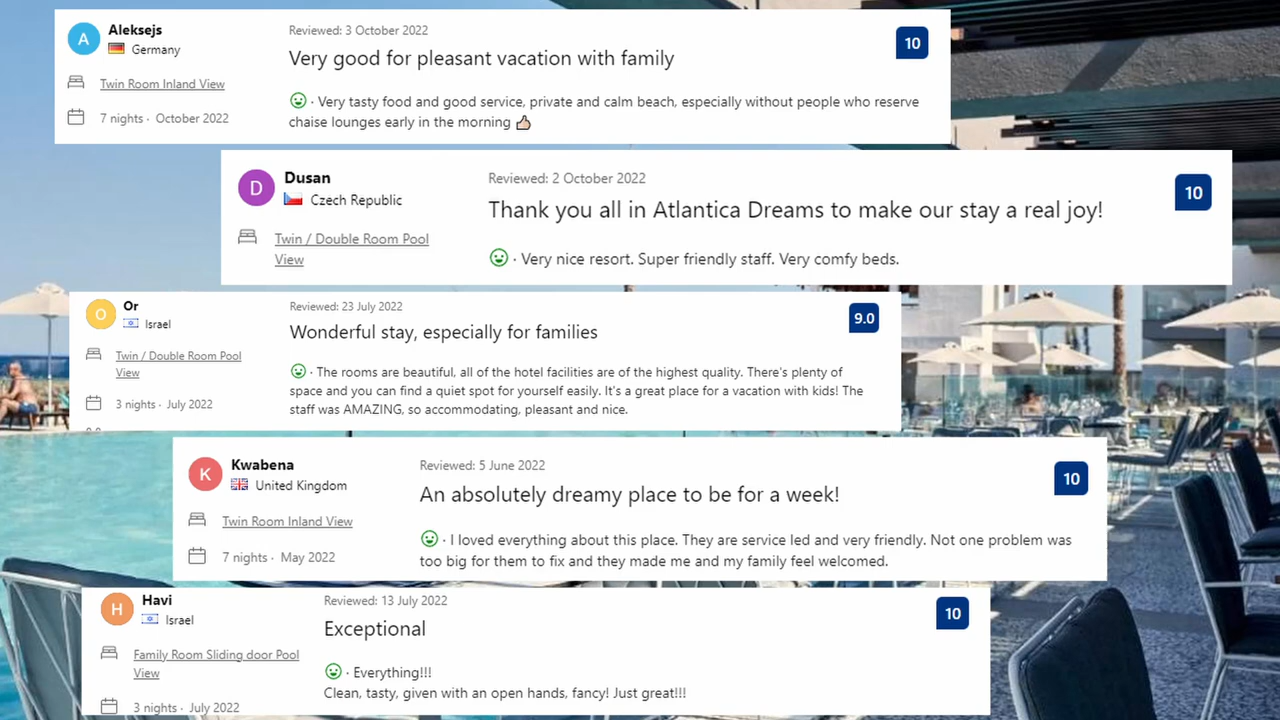 A
Aleksejs
Germany
Twin Room Inland View
7 nights · October 2022
Reviewed: 3 October 2022
Very good for pleasant vacation with family
10
· Very tasty food and good service, private and calm beach, especially without people who reserve
chaise lounges early in the morning 👍🏻
D
Dusan
Czech Republic
Twin / Double Room Pool
View
Reviewed: 2 October 2022
Thank you all in Atlantica Dreams to make our stay a real joy!
10
· Very nice resort. Super friendly staff. Very comfy beds.
O
Or
Israel
Twin / Double Room Pool
View
3 nights · July 2022
Reviewed: 23 July 2022
Wonderful stay, especially for families
9.0
· The rooms are beautiful, all of the hotel facilities are of the highest quality. There's plenty of
space and you can find a quiet spot for yourself easily. It's a great place for a vacation with kids! The
staff was AMAZING, so accommodating, pleasant and nice.
K
Kwabena
United Kingdom
Twin Room Inland View
7 nights · May 2022
Reviewed: 5 June 2022
An absolutely dreamy place to be for a week!
10
· I loved everything about this place. They are service led and very friendly. Not one problem was
too big for them to fix and they made me and my family feel welcomed.
H
Havi
Israel
Family Room Sliding door Pool
View
3 nights · July 2022
Reviewed: 13 July 2022
Exceptional
10
· Everything!!!
Clean, tasty, given with an open hands, fancy! Just great!!!